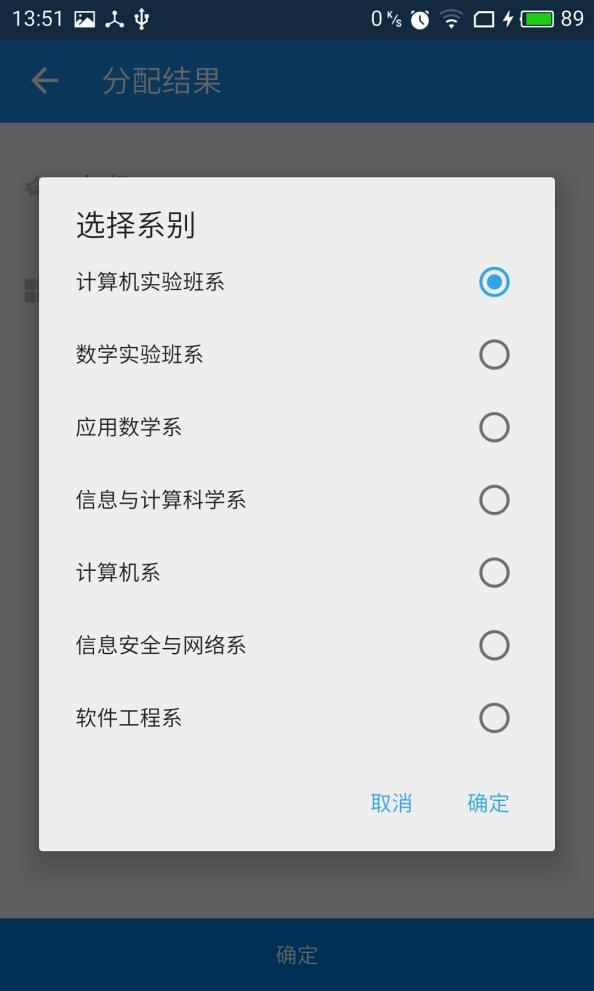 13:51
0 K/s
89
分配结果
选择系别
计算机实验班系
数学实验班系
应用数学系
信息与计算科学系
计算机系
信息安全与网络系
软件工程系
取消 确定
确定